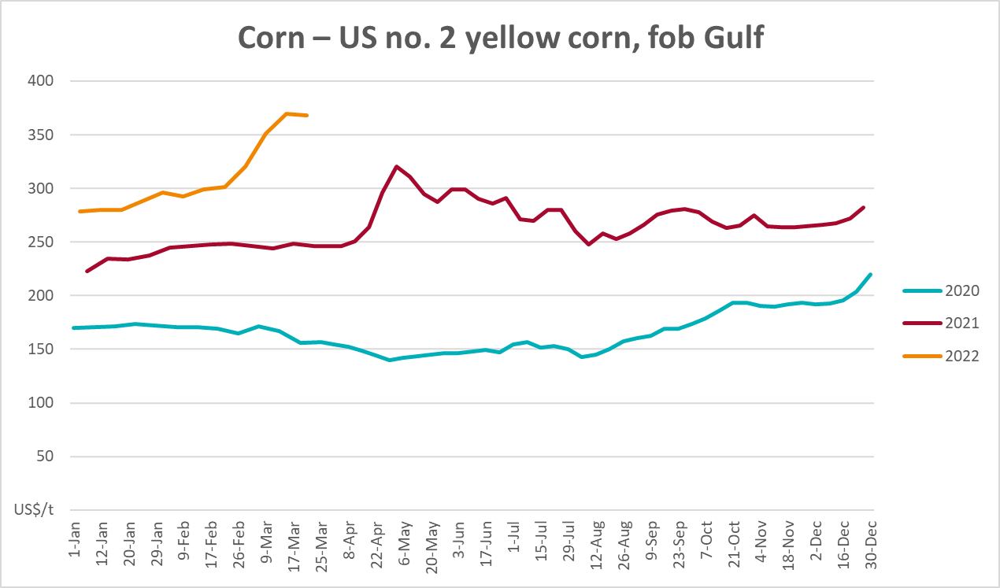 Corn – US no. 2 yellow corn, fob Gulf
400
350
300
250
200
150
100
50
US$/t
2020
2021
2022
1-Jan
12-Jan
20-Jan
29-Jan
9-Feb
17-Feb
26-Feb
9-Mar
17-Mar
25-Mar
8-Apr
22-Apr
6-May
20-May
3-Jun
17-Jun
1-Jul
15-Jul
29-Jul
12-Aug
26-Aug
9-Sep
23-Sep
7-Oct
21-Oct
4-Nov
18-Nov
2-Dec
16-Dec
30-Dec